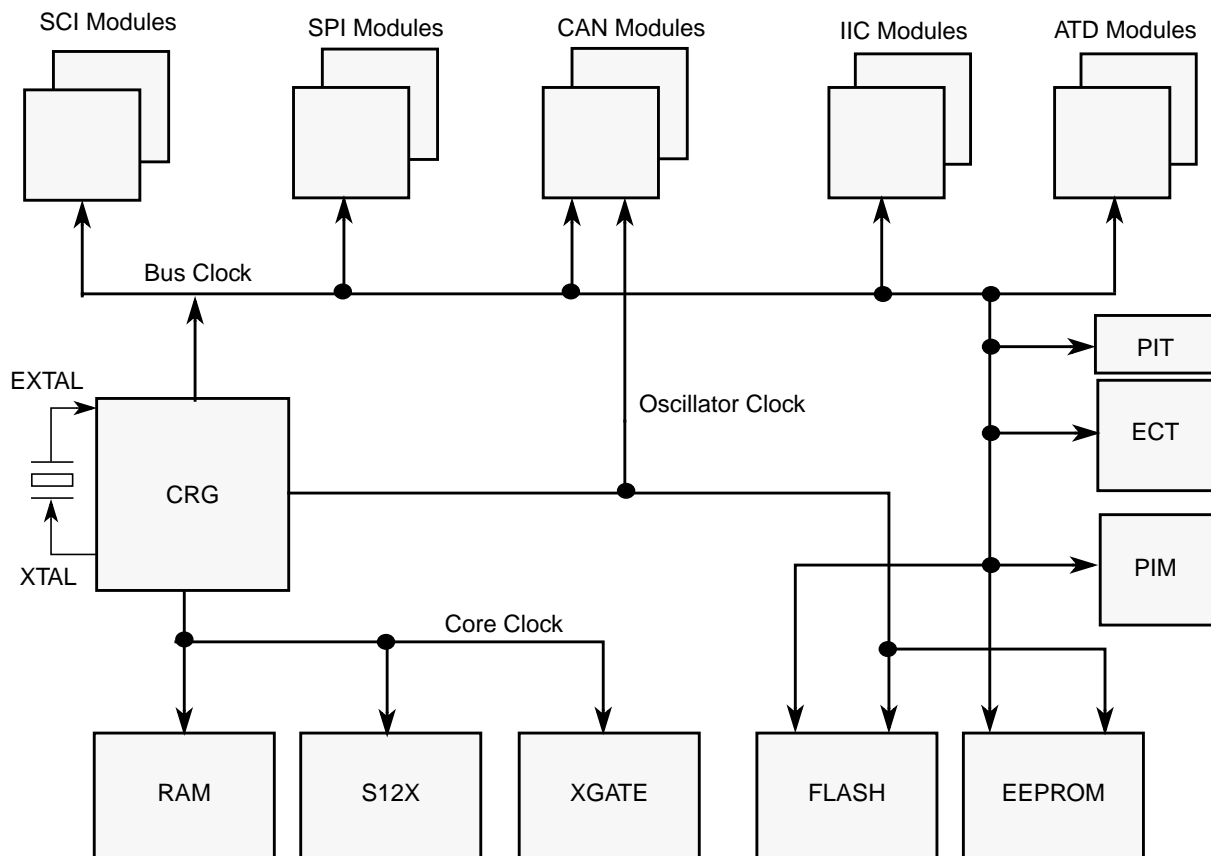 SCI Modules
SPI Modules
CAN Modules
IIC Modules
ATD Modules
Bus Clock
PIT
EXTAL
Oscillator Clock
ECT
CRG
XTAL
PIM
Core Clock
RAM
S12X
XGATE
FLASH
EEPROM